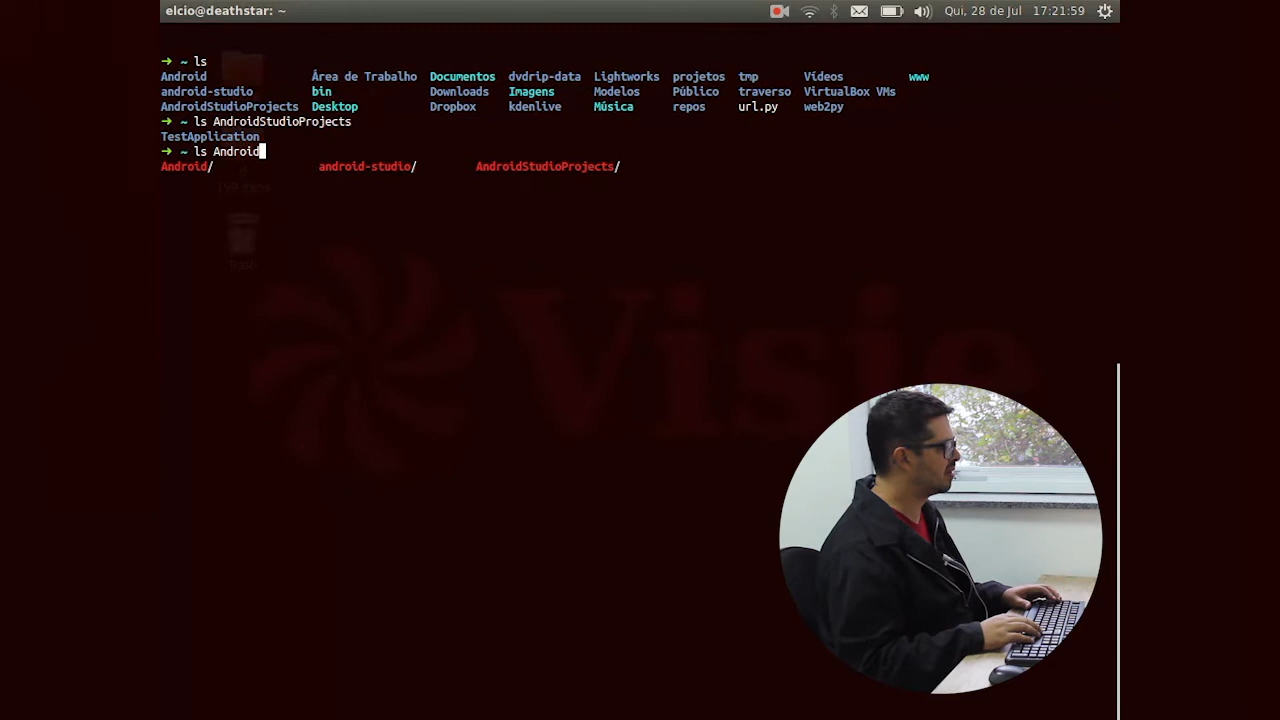 elcio@deathstar: ~ Qui, 28 de Jul 17:21:59
➜ ~ ls
Android Área de Trabalho Documentos dvdrip-data Lightworks projetos tmp Vídeos www
android-studio bin Downloads Imagens Modelos Público traverso VirtualBox VMs
AndroidStudioProjects Desktop Dropbox kdenlive Música repos url.py web2py
➜ ~ ls AndroidStudioProjects
TestApplication
➜ ~ ls Android
Android/ android-studio/ AndroidStudioProjects/
Trash
Visie